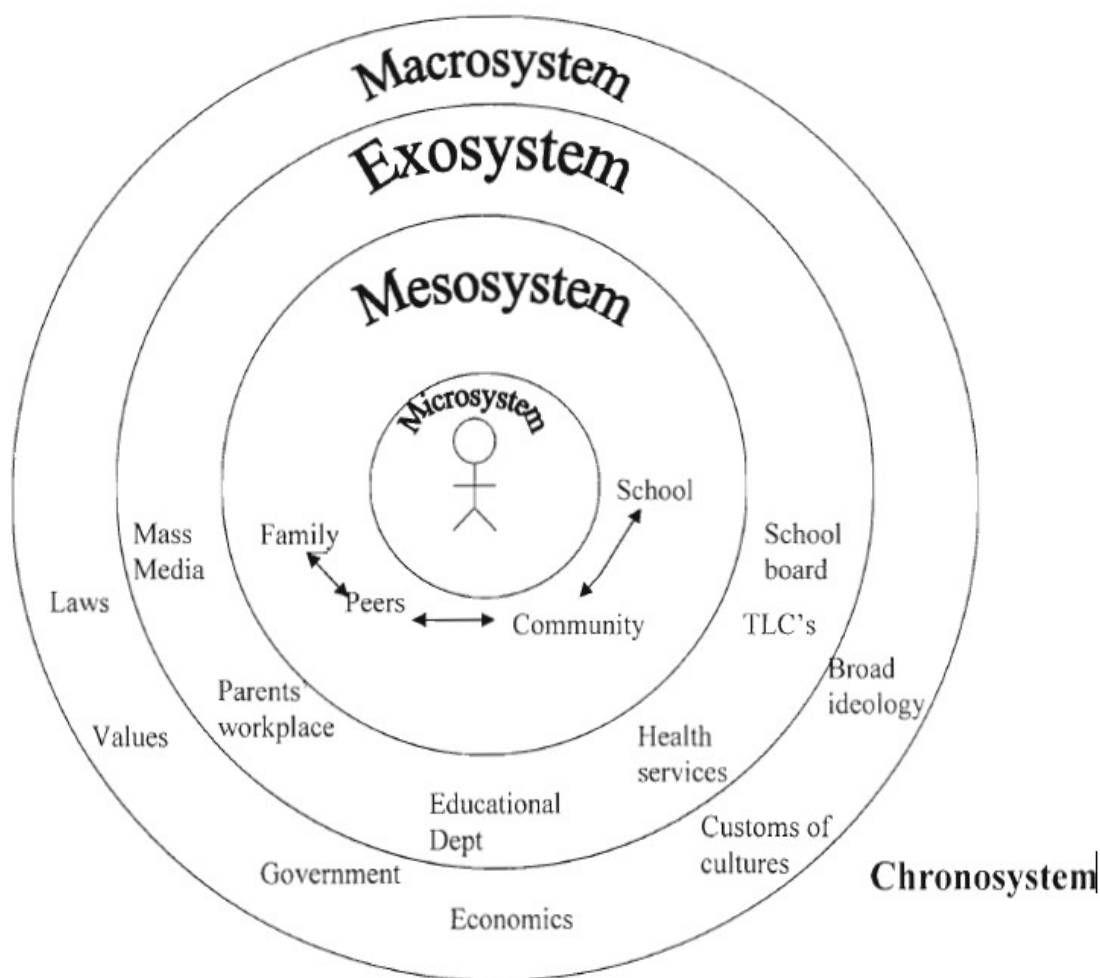 Macrosystem
Exosystem
Mesosystem
Microsystem
School
Family
Peers
Community
Mass
Media
School
board
Laws
TLC's
Parents'
workplace
Broad
ideology
Values
Health
services
Educational
Dept
Customs of
cultures
Government
Economics
Chronosystem